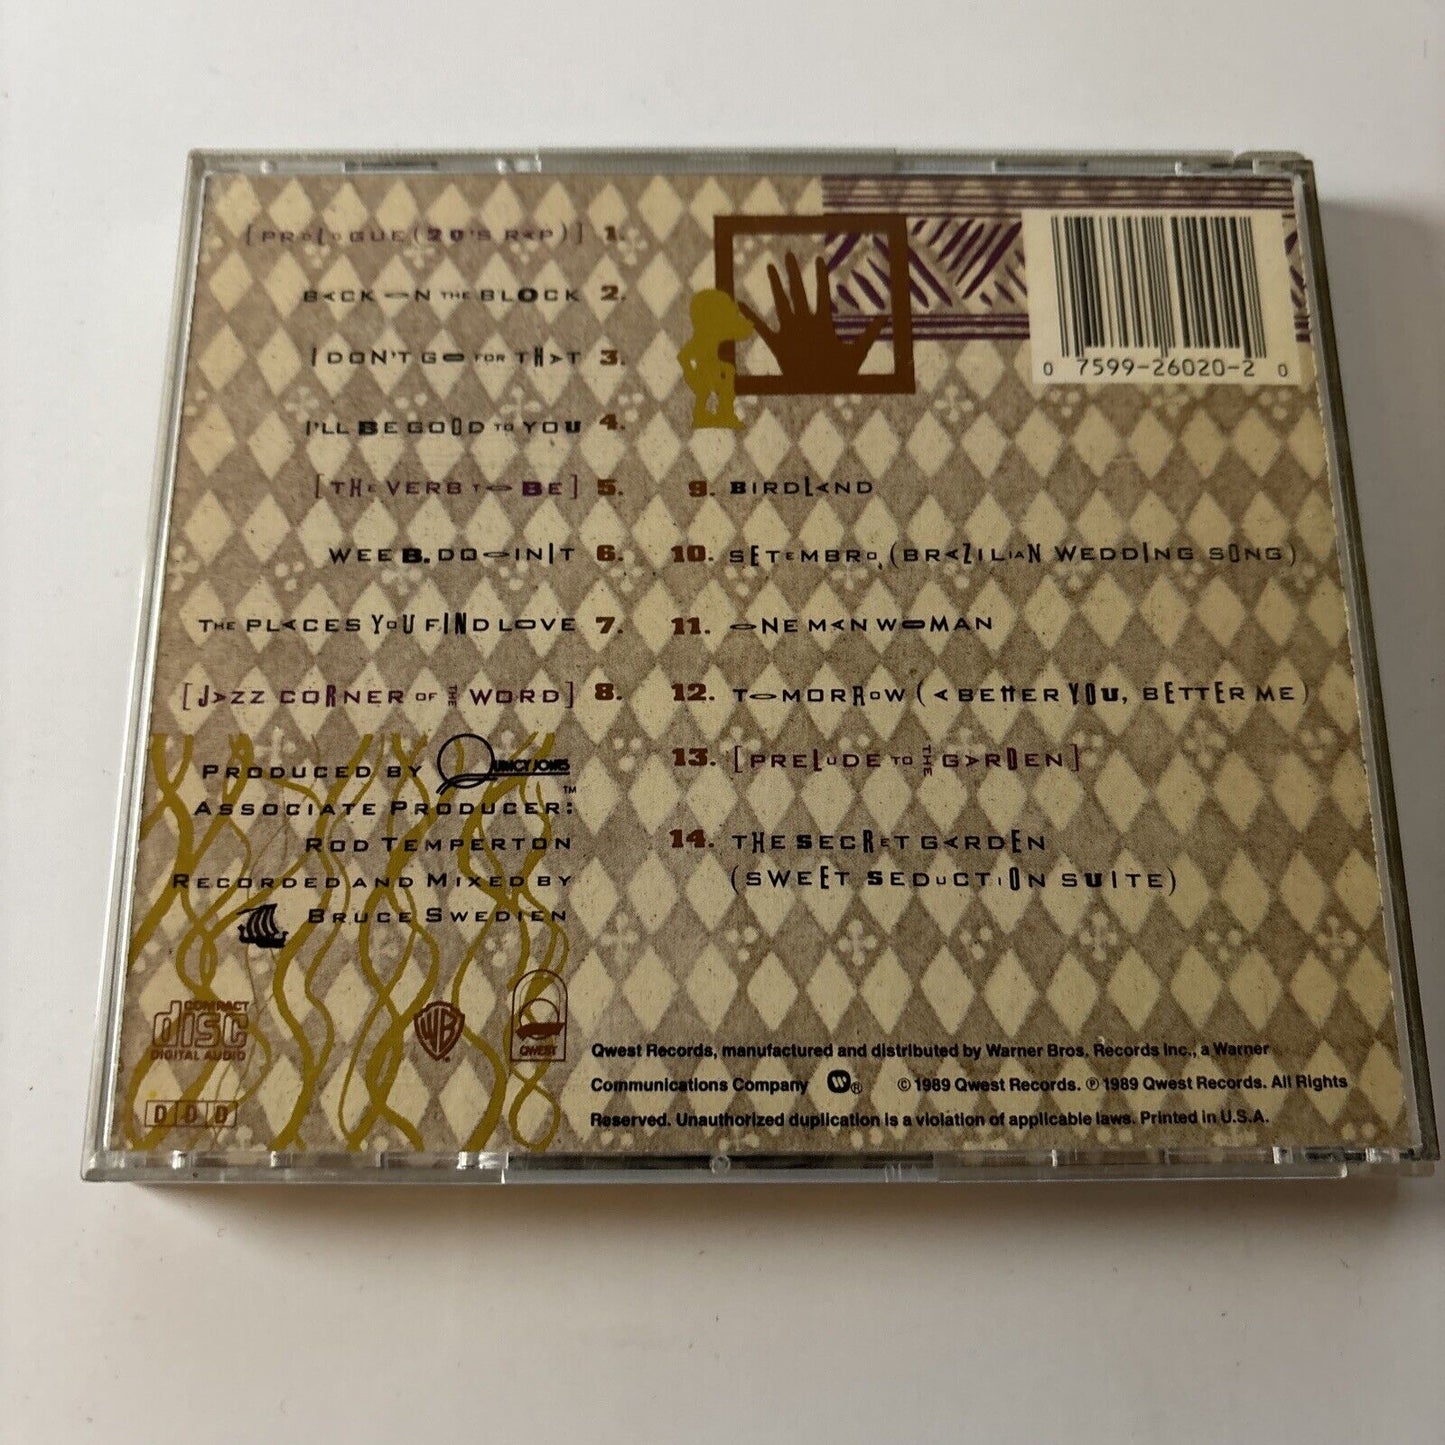 [PROLOGUE (20'S RAP)] 1.
BACK ON THE BLOCK 2.
I DON'T GO FOR THAT 3.
I'LL BE GOOD TO YOU 4.
[THE VERB TO BE] 5.
WEE B. DOOINIT 6.
THE PLACES YOU FIND LOVE 7.
[JAZZ CORNER OF THE WORD] 8.
9. BIRDLAND
10. SETEMBRO, (BRAZILIAN WEDDING SONG)
11. ONE MAN WOMAN
12. TOMORROW (A BETTER YOU, BETTER ME)
13. [PRELUDE TO THE GARDEN]
14. THE SECRET GARDEN
(SWEET SEDUCTION SUITE)
0 7599-26020-2 0
PRODUCED BY QUINCY JONES ™
ASSOCIATE PRODUCER:
ROD TEMPERTON
RECORDED AND MIXED BY
BRUCE SWEDIEN
COMPACT
disc
DIGITAL AUDIO
DDD
WB
QWEST
Qwest Records, manufactured and distributed by Warner Bros. Records Inc., a Warner
Communications Company ® © 1989 Qwest Records. ℗ 1989 Qwest Records. All Rights
Reserved. Unauthorized duplication is a violation of applicable laws. Printed in U.S.A.